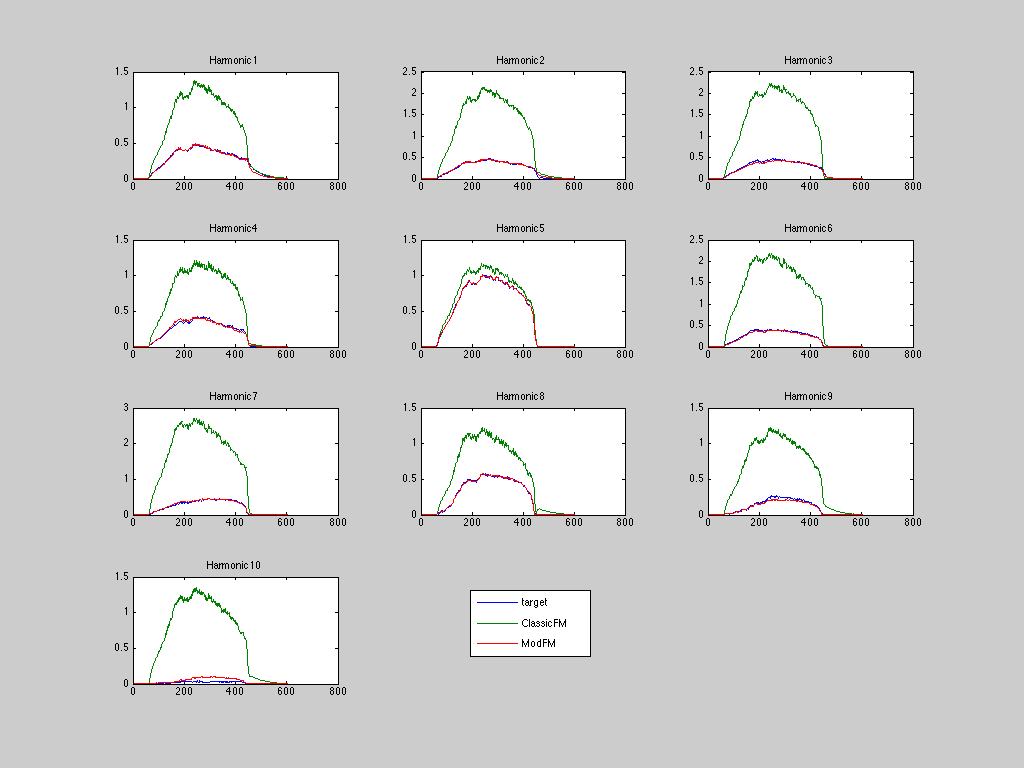 Harmonic1 Harmonic2 Harmonic3
1.5 2.5 2.5
2 2
1 1.5 1.5
1 1
0.5 0.5 0.5
0 0 0
0 200 400 600 800 0 200 400 600 800 0 200 400 600 800
Harmonic4 Harmonic5 Harmonic6
1.5 1.5 2.5
2
1 1 1.5
1
0.5 0.5 0.5
0 0 0
0 200 400 600 800 0 200 400 600 800 0 200 400 600 800
Harmonic7 Harmonic8 Harmonic9
3 1.5 1.5
2 1 1
1 0.5 0.5
0 0 0
0 200 400 600 800 0 200 400 600 800 0 200 400 600 800
Harmonic10
1.5
1
0.5
0
0 200 400 600 800
target
ClassicFM
ModFM